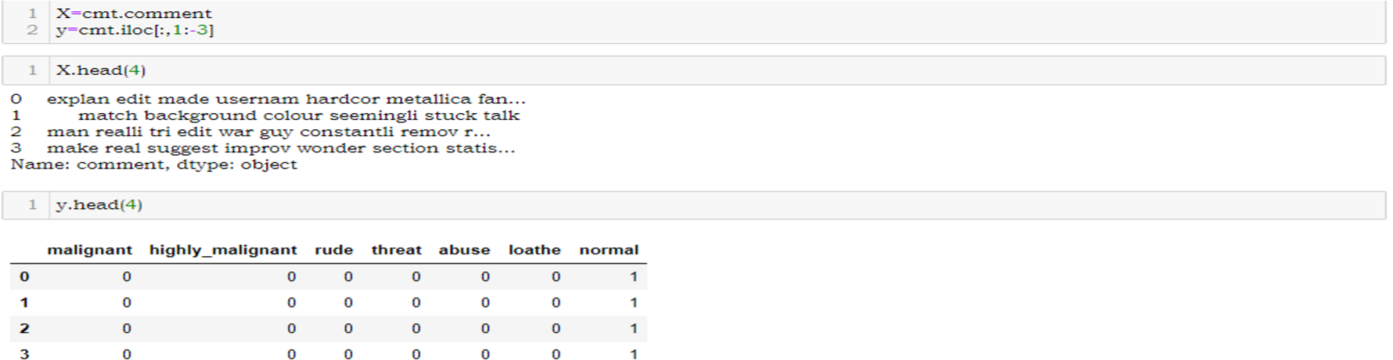 1 X=cmt.comment
2 y=cmt.iloc[:,1:-3]
1 X.head(4)
0 explan edit made usernam hardcor metallica fan...
1 match background colour seemingli stuck talk
2 man realli tri edit war guy constantli remov r...
3 make real suggest improv wonder section statis...
Name: comment, dtype: object
1 y.head(4)
malignant highly_malignant rude threat abuse loathe normal
0 0 0 0 0 0 0 1
1 0 0 0 0 0 0 1
2 0 0 0 0 0 0 1
3 0 0 0 0 0 0 1